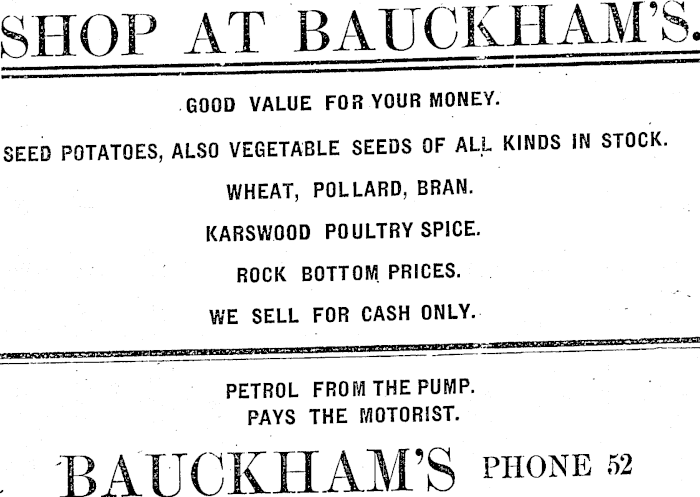 SHOP AT BAUCKHAM'S.
GOOD VALUE FOR YOUR MONEY.
SEED POTATOES, ALSO VEGETABLE SEEDS OF ALL KINDS IN STOCK.
WHEAT, POLLARD, BRAN.
KARSWOOD POULTRY SPICE.
ROCK BOTTOM PRICES.
WE SELL FOR CASH ONLY.
PETROL FROM THE PUMP.
PAYS THE MOTORIST.
BAUCKHAM'S PHONE 52